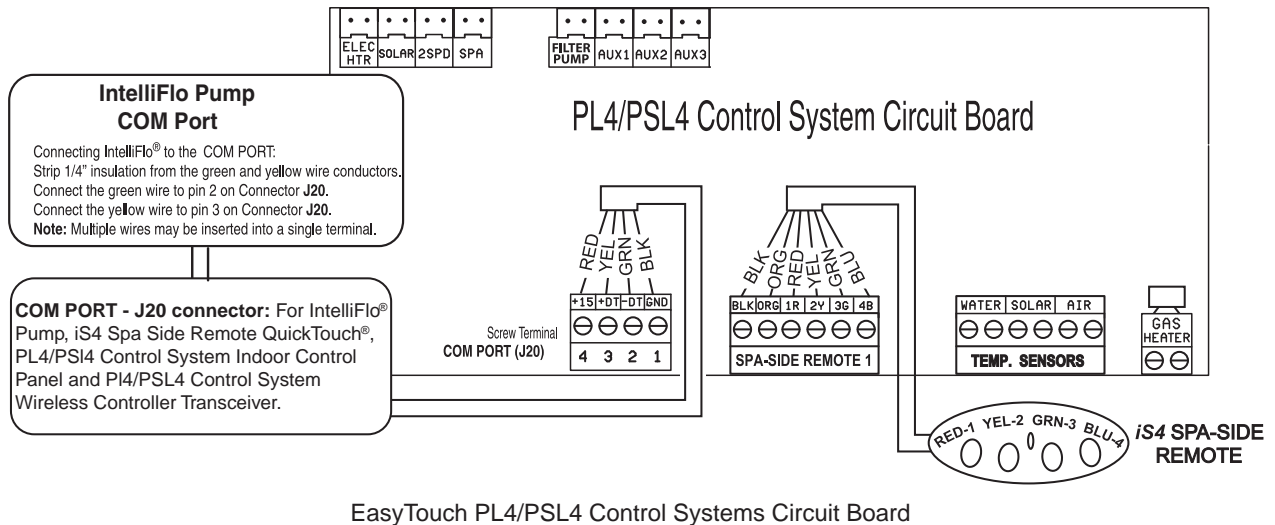 ELEC HTR SOLAR 2SPD SPA
FILTER PUMP AUX1 AUX2 AUX3
IntelliFlo Pump
COM Port
Connecting IntelliFlo® to the COM PORT:
Strip 1/4" insulation from the green and yellow wire conductors.
Connect the green wire to pin 2 on Connector J20.
Connect the yellow wire to pin 3 on Connector J20.
Note: Multiple wires may be inserted into a single terminal.
PL4/PSL4 Control System Circuit Board
COM PORT - J20 connector: For IntelliFlo®
Pump, iS4 Spa Side Remote QuickTouch®,
PL4/PSl4 Control System Indoor Control
Panel and Pl4/PSL4 Control System
Wireless Controller Transceiver.
RED YEL GRN BLK
+15 +DT -DT GND
Screw Terminal
COM PORT (J20)
4 3 2 1
BLK ORG RED YEL GRN BLU
BLK ORG 1R 2Y 3G 4B
SPA-SIDE REMOTE 1
WATER SOLAR AIR
TEMP. SENSORS
GAS
HEATER
RED-1 YEL-2 GRN-3 BLU-4
iS4 SPA-SIDE
REMOTE
EasyTouch PL4/PSL4 Control Systems Circuit Board